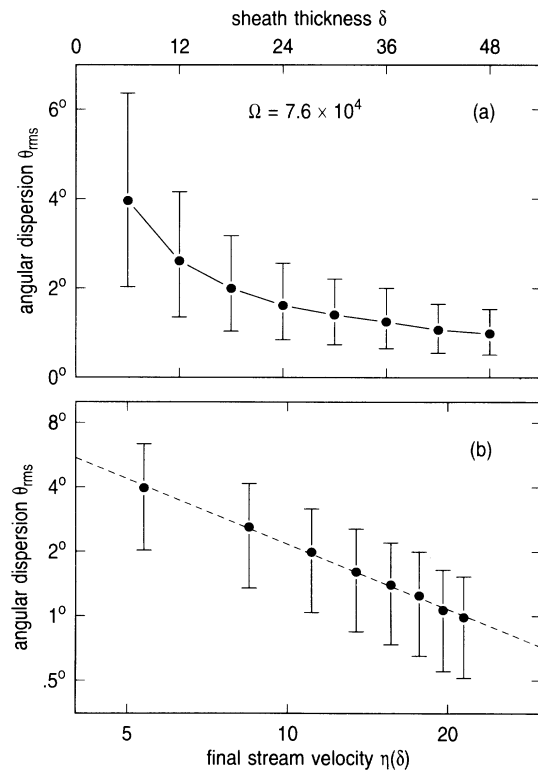 sheath thickness δ
0 12 24 36 48
6°
Ω = 7.6 × 10⁴
(a)
4°
2°
0°
angular dispersion θrms
8°
(b)
4°
2°
1°
.5°
angular dispersion θrms
5 10 20
final stream velocity η(δ)